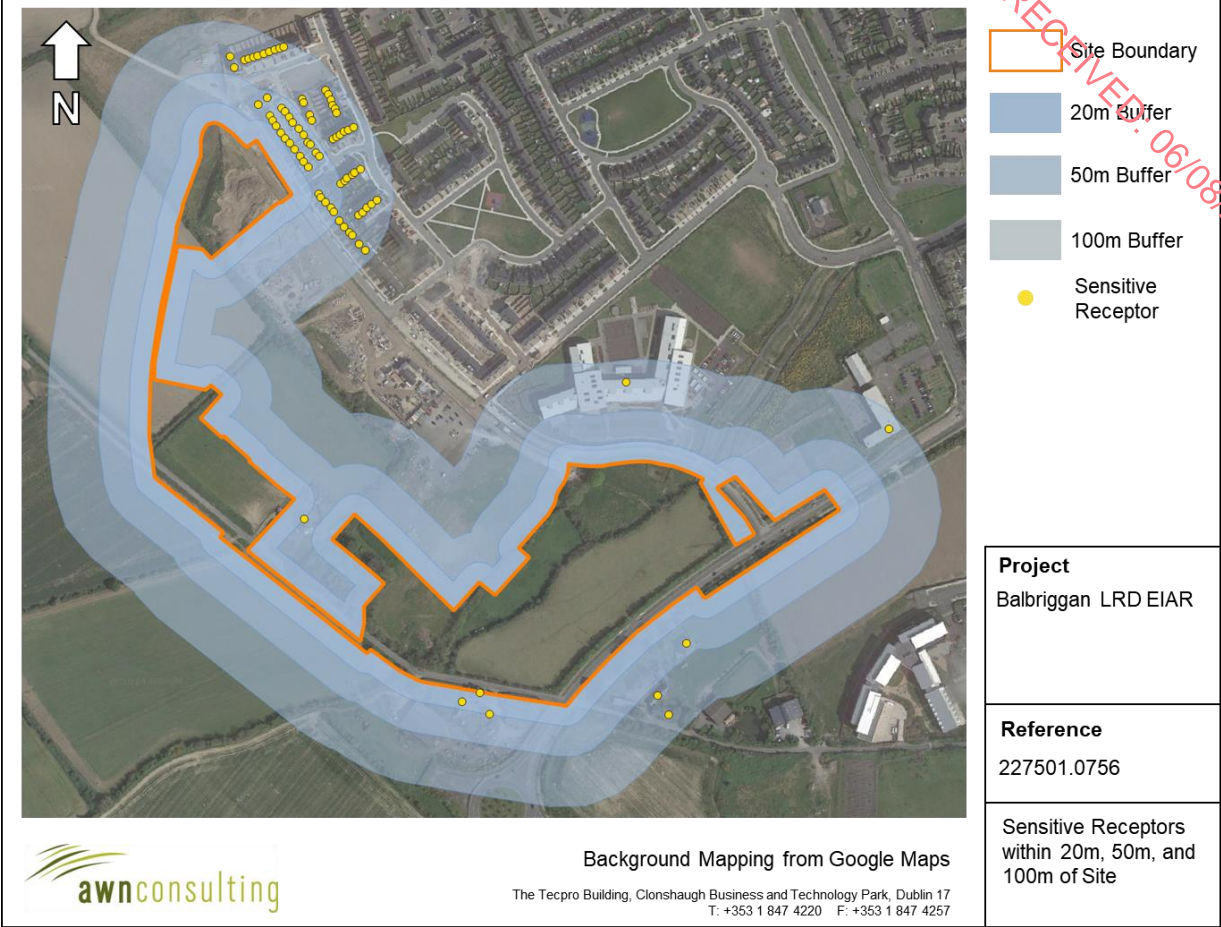 N
RECEIVED: 06/08/
Site Boundary
20m Buffer
50m Buffer
100m Buffer
Sensitive
Receptor
Project
Balbriggan LRD EIAR
Reference
227501.0756
Sensitive Receptors
within 20m, 50m, and
100m of Site
awnconsulting
Background Mapping from Google Maps
The Tecpro Building, Clonshaugh Business and Technology Park, Dublin 17
T: +353 1 847 4220 F: +353 1 847 4257